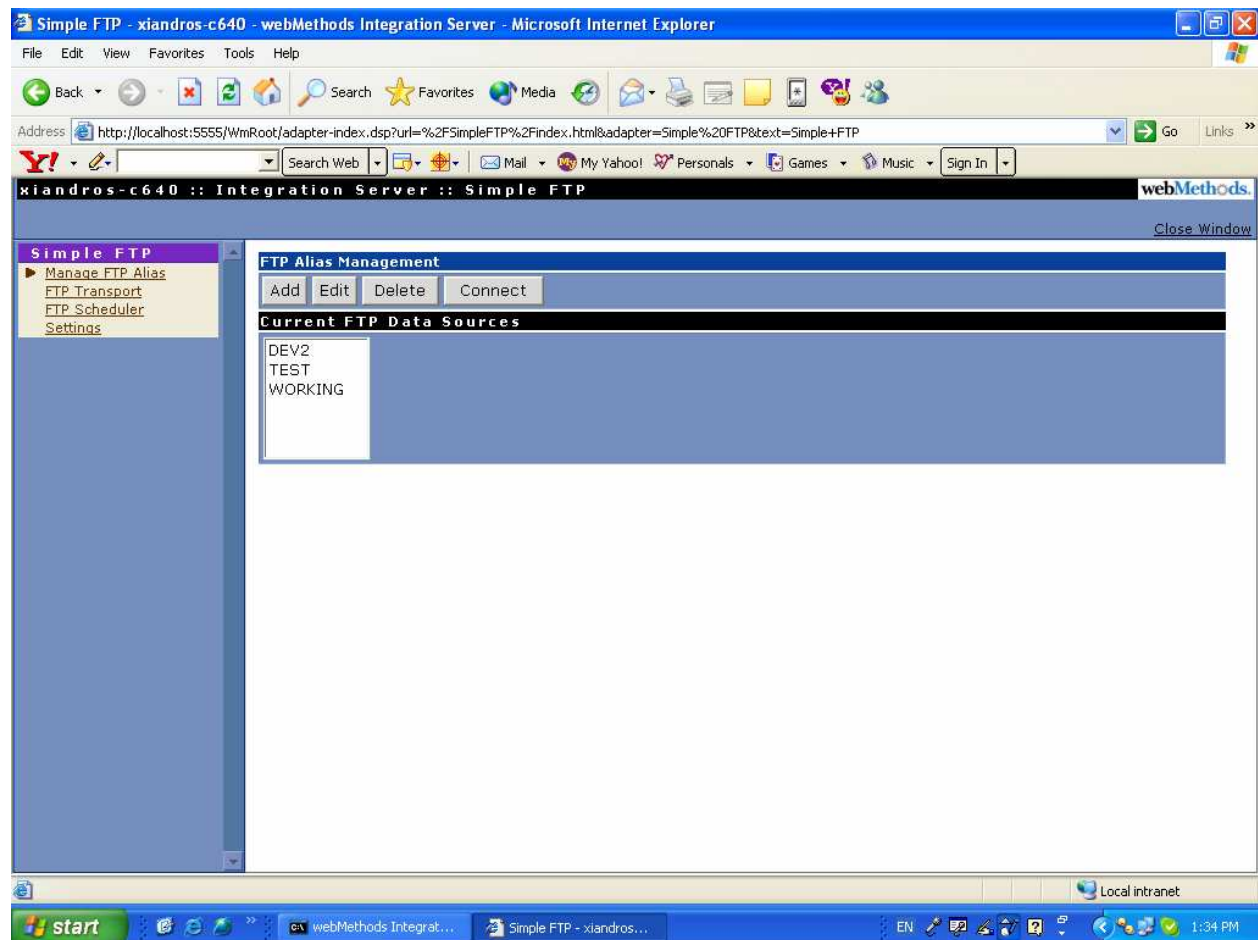 Simple FTP - xiandros-c640 - webMethods Integration Server - Microsoft Internet Explorer
File Edit View Favorites Tools Help
Back Search Favorites Media
Address http://localhost:5555/WmRoot/adapter-index.dsp?url=%2FSimpleFTP%2Findex.html&adapter=Simple%20FTP&text=Simple+FTP Go Links »
Y! Search Web Mail My Yahoo! Personals Games Music Sign In
xiandros-c640 :: Integration Server :: Simple FTP webMethods.
Close Window
Simple FTP
Manage FTP Alias
FTP Transport
FTP Scheduler
Settings
FTP Alias Management
Add Edit Delete Connect
Current FTP Data Sources
DEV2
TEST
WORKING
Local intranet
start » webMethods Integrat... Simple FTP - xiandros... EN 1:34 PM